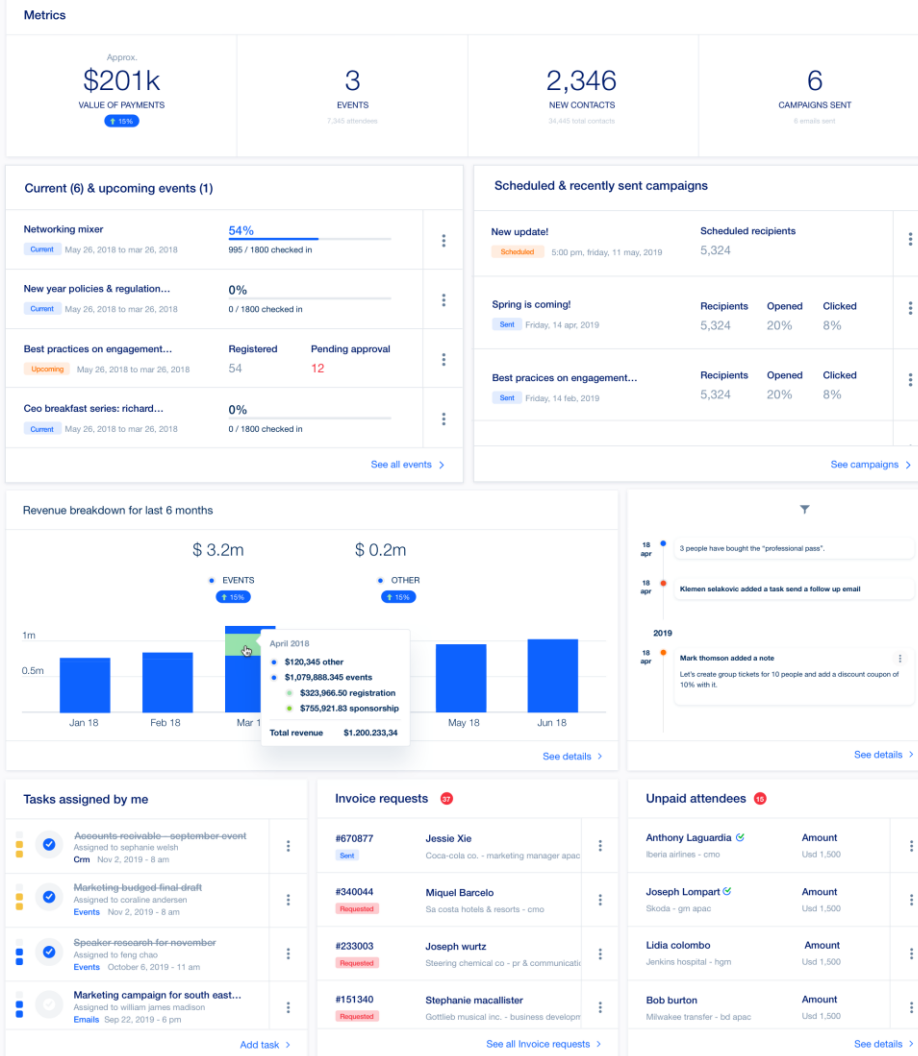 Metrics
Approx.
$201k
VALUE OF PAYMENTS
↑ 15%
3
EVENTS
7,345 attendees
2,346
NEW CONTACTS
34,445 total contacts
6
CAMPAIGNS SENT
8 emails sent
Current (6) & upcoming events (1)
Networking mixer
Current May 26, 2018 to mar 26, 2018
54%
995 / 1800 checked in
New year policies & regulation...
Current May 26, 2018 to mar 26, 2018
0%
0 / 1800 checked in
Best practices on engagement...
Upcoming May 26, 2018 to mar 26, 2018
Registered Pending approval
54 12
Ceo breakfast series: richard...
Current May 26, 2018 to mar 26, 2018
0%
0 / 1800 checked in
See all events >
Scheduled & recently sent campaigns
New update!
Scheduled 5:00 pm, friday, 11 may, 2019
Scheduled recipients
5,324
Spring is coming!
Sent Friday, 14 apr, 2019
Recipients Opened Clicked
5,324 20% 8%
Best pracices on engagement...
Sent Friday, 14 feb, 2019
Recipients Opened Clicked
5,324 20% 8%
See campaigns >
Revenue breakdown for last 6 months
$ 3.2m
EVENTS
↑ 15%
$ 0.2m
OTHER
↑ 15%
1m
0.5m
Jan 18 Feb 18 Mar 1 May 18 Jun 18
April 2018
$120,345 other
$1,079,888.345 events
$323,966.50 registration
$755,921.83 sponsorship
Total revenue $1.200.233,34
See details >
18 apr
3 people have bought the "professional pass".
18 apr
Klemen selakovic added a task send a follow up email
2019
18 apr
Mark thomson added a note
Let's create group tickets for 10 people and add a discount coupon of
10% with it.
See details >
Tasks assigned by me
Accounts recivable - september event
Assigned to sephanie welsh
Crm Nov 2, 2019 - 8 am
Marketing budged final draft
Assigned to coraline andersen
Events Nov 2, 2019 - 8 am
Speaker research for november
Assigned to feng chao
Events October 6, 2019 - 11 am
Marketing campaign for south east...
Assigned to william james madison
Emails Sep 22, 2019 - 6 pm
Add task >
Invoice requests 37
#670877 Jessie Xie
Sent Coca-cola co. - marketing manager apac
#340044 Miquel Barcelo
Requested Sa costa hotels & resorts - cmo
#233003 Joseph wurtz
Requested Steering chemical co - pr & communicatic
#151340 Stephanie macallister
Requested Gottlieb musical inc. - business developm
See all Invoice requests >
Unpaid attendees 15
Anthony Laguardia Amount
Iberia airlines - cmo Usd 1,500
Joseph Lompart Amount
Skoda - gm apac Usd 1,500
Lidia colombo Amount
Jenkins hospital - hgm Usd 1,500
Bob burton Amount
Milwakee transfer - bd apac Usd 1,500
See details >